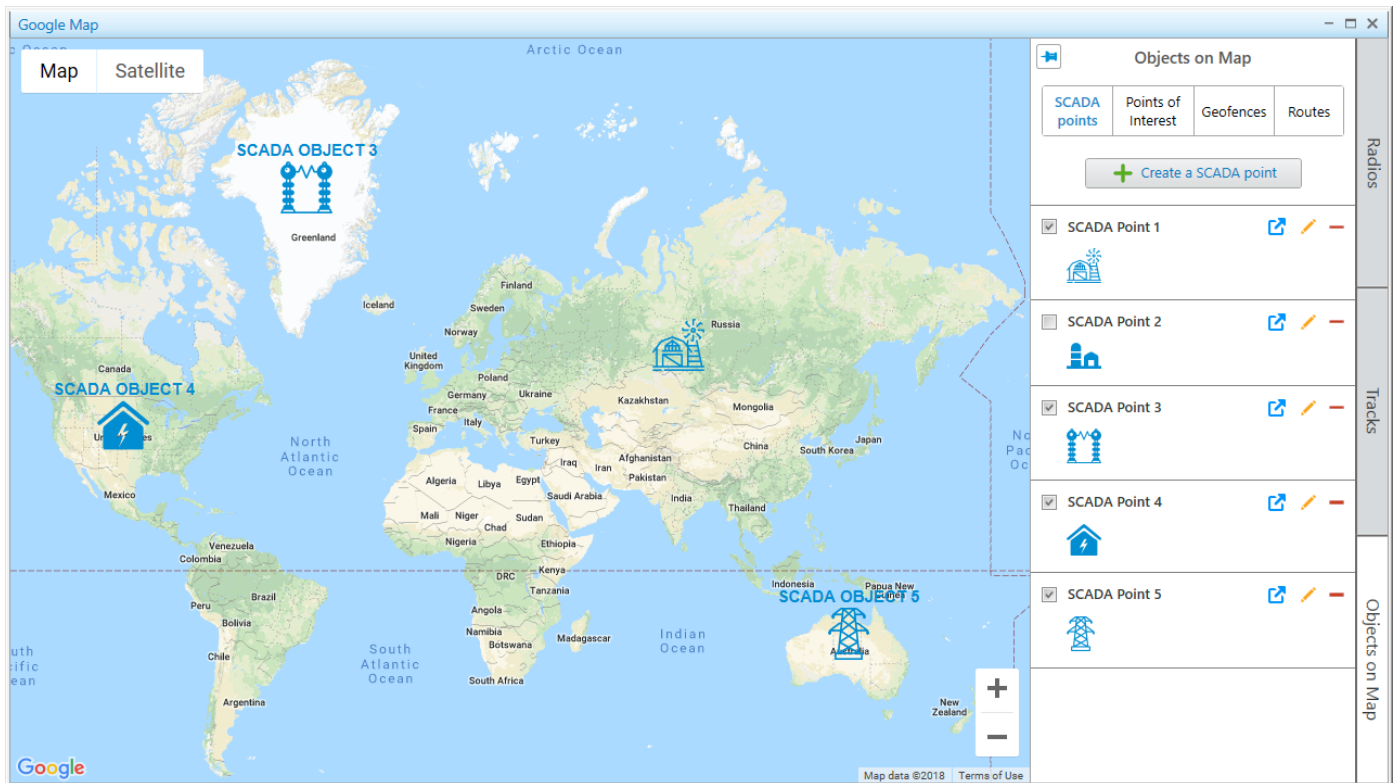 Google Map
Arctic Ocean
Map
Satellite
SCADA OBJECT 3
Greenland
Iceland
Finland
Sweden
Norway
Russia
United
Kingdom
Canada
Poland
Germany
Ukraine
Kazakhstan
Mongolia
SCADA OBJECT 4
France
Italy
Spain
Turkey
China
Japan
South Korea
North
Atlantic
Ocean
Iraq
Iran
Afghanistan
Pakistan
Algeria
Libya
Egypt
Saudi Arabia
India
Mexico
Mali
Niger
Chad
Sudan
Thailand
Nigeria
Ethiopia
Venezuela
Colombia
DRC
Kenya
Tanzania
Indonesia
Papua New
SCADA OBJECT 5
Peru
Brazil
Angola
Bolivia
Namibia
Botswana
Madagascar
Indian
Ocean
Australia
Chile
South
Atlantic
Ocean
South Africa
Argentina
New
Zealand
Google
Map data ©2018
Terms of Use
Objects on Map
SCADA
points
Points of
Interest
Geofences
Routes
Create a SCADA point
SCADA Point 1
SCADA Point 2
SCADA Point 3
SCADA Point 4
SCADA Point 5
Radios
Tracks
Objects on Map